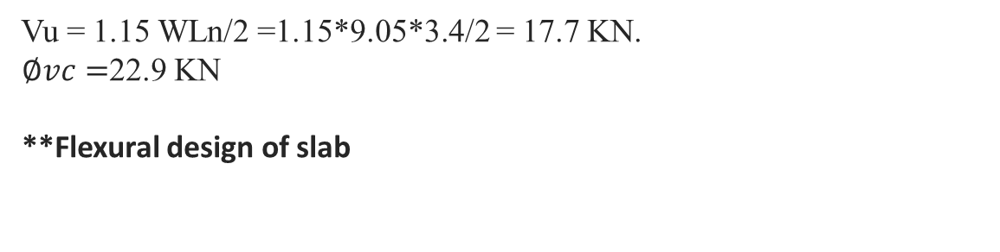 Vu = 1.15 WLn/2 =1.15*9.05*3.4/2= 17.7 KN.
∅𝑣𝑐 =22.9 KN
**Flexural design of slab